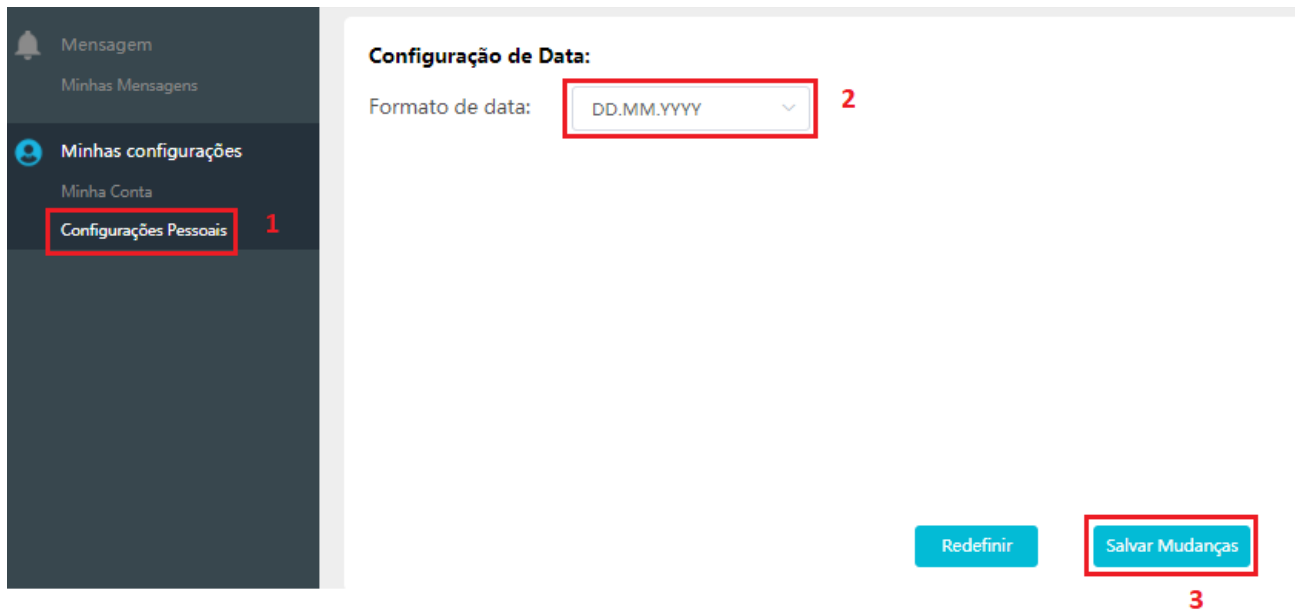 Mensagem
Minhas Mensagens
Minhas configurações
Minha Conta
Configurações Pessoais
1
Configuração de Data:
Formato de data:
DD.MM.YYYY
2
Redefinir
Salvar Mudanças
3